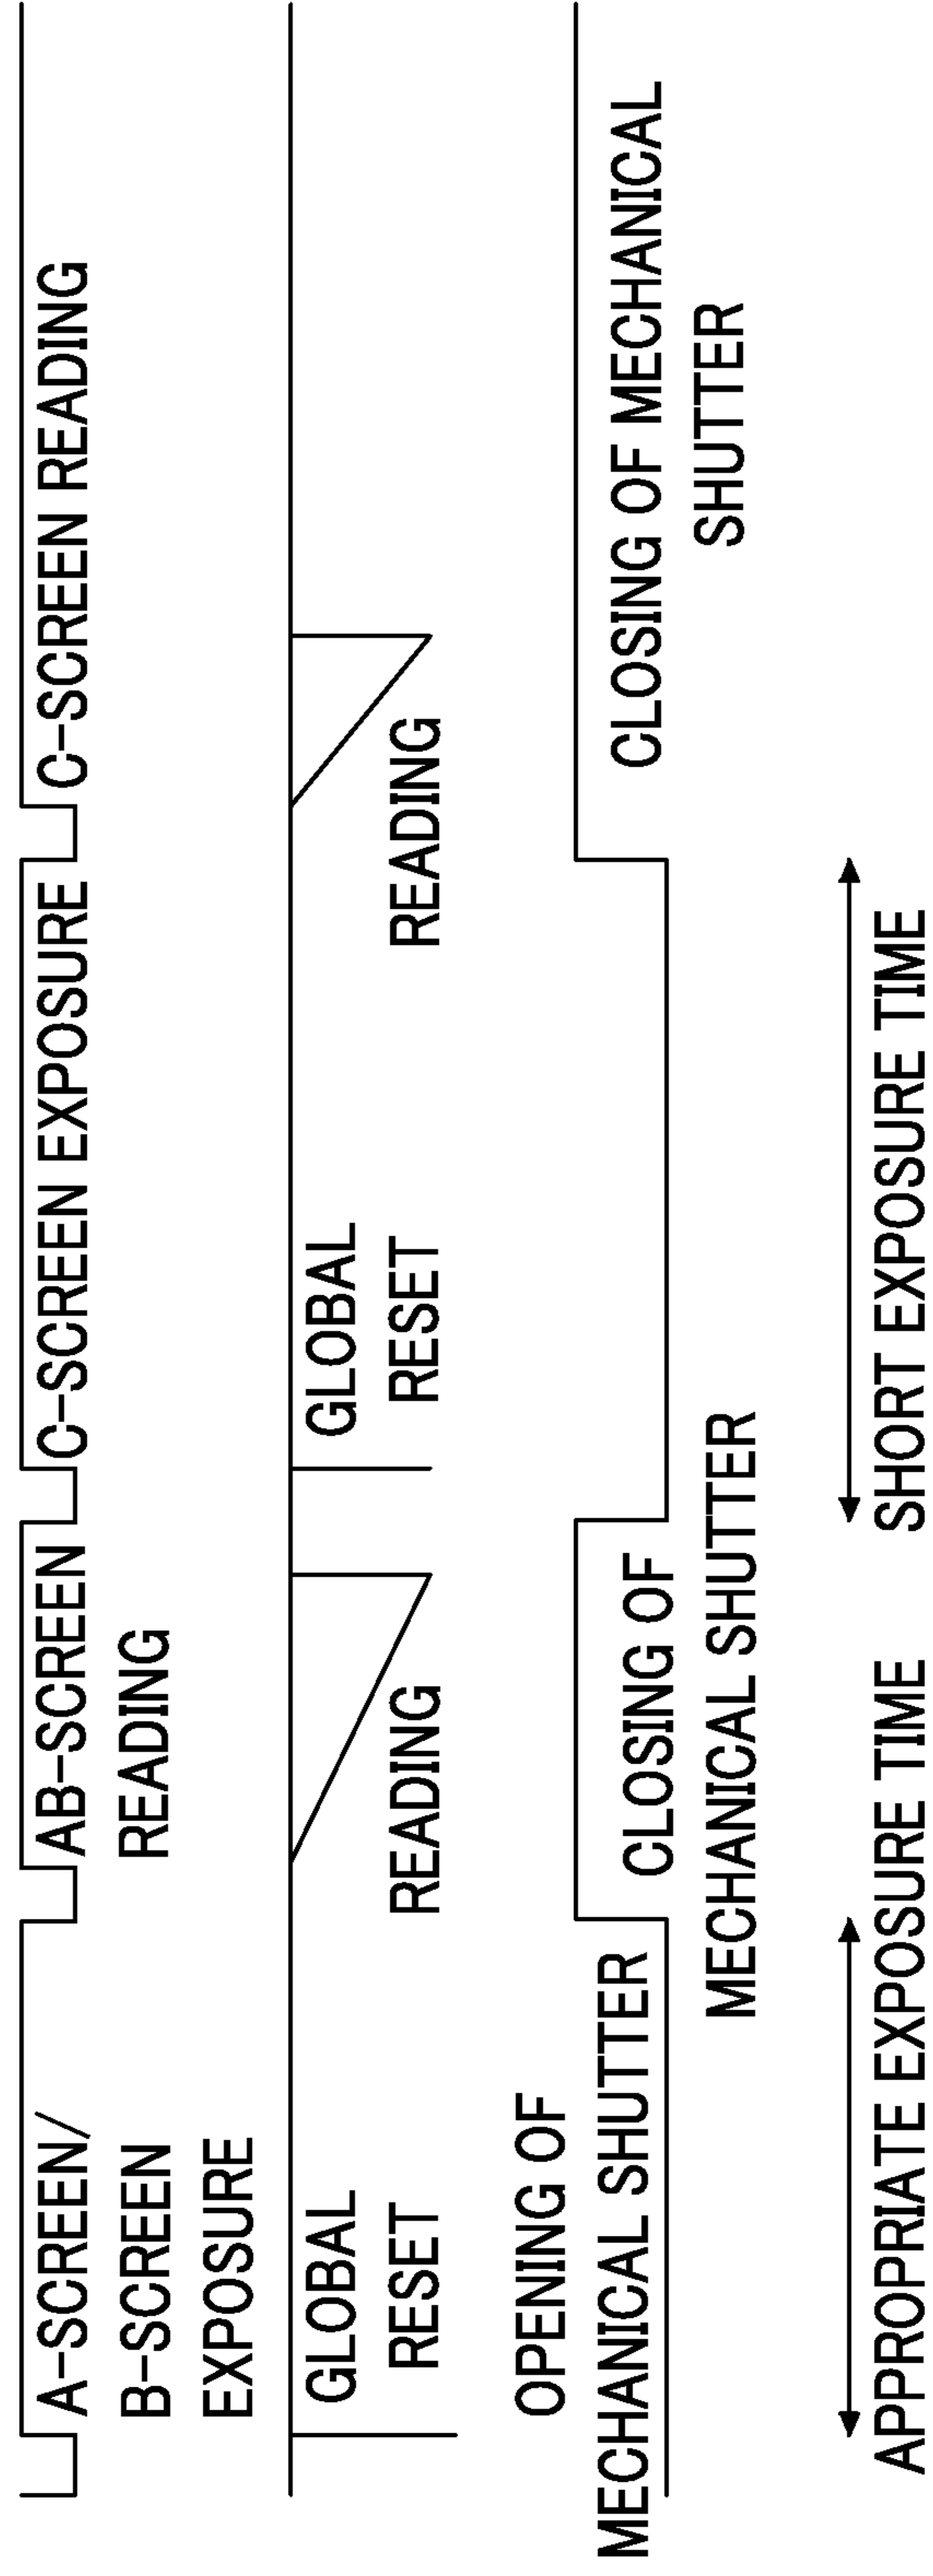 A-SCREEN/
B-SCREEN
EXPOSURE
AB-SCREEN
READING
C-SCREEN EXPOSURE
C-SCREEN READING
GLOBAL
RESET
READING
GLOBAL
RESET
READING
OPENING OF
MECHANICAL SHUTTER
CLOSING OF
MECHANICAL SHUTTER
CLOSING OF MECHANICAL
SHUTTER
APPROPRIATE EXPOSURE TIME
SHORT EXPOSURE TIME